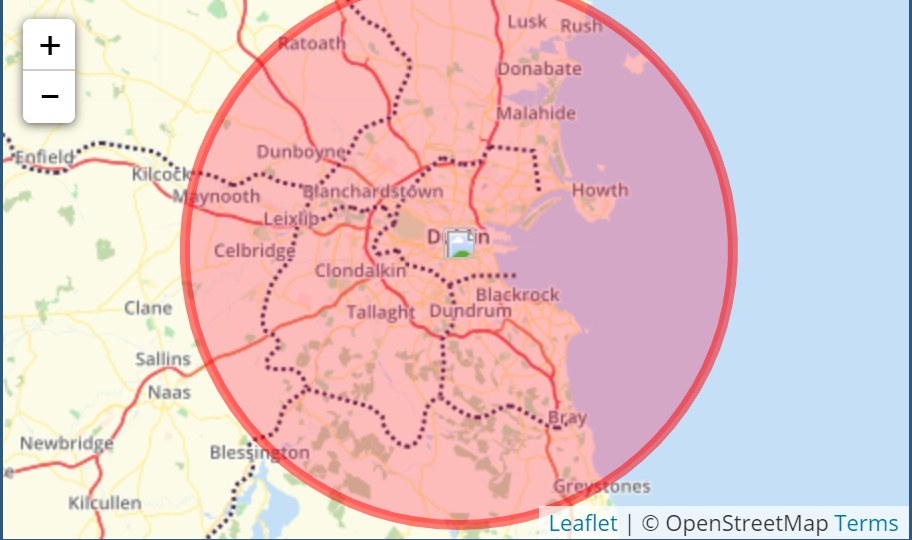 +
−
Lusk
Rush
Ratoath
Donabate
Malahide
Dunboyne
Enfield
Kilcock
Maynooth
Blanchardstown
Howth
Leixlip
Celbridge
Clondalkin
Blackrock
Clane
Tallaght
Dundrum
Sallins
Naas
Bray
Newbridge
Blessington
Greystones
Kilcullen
Leaflet | © OpenStreetMap Terms